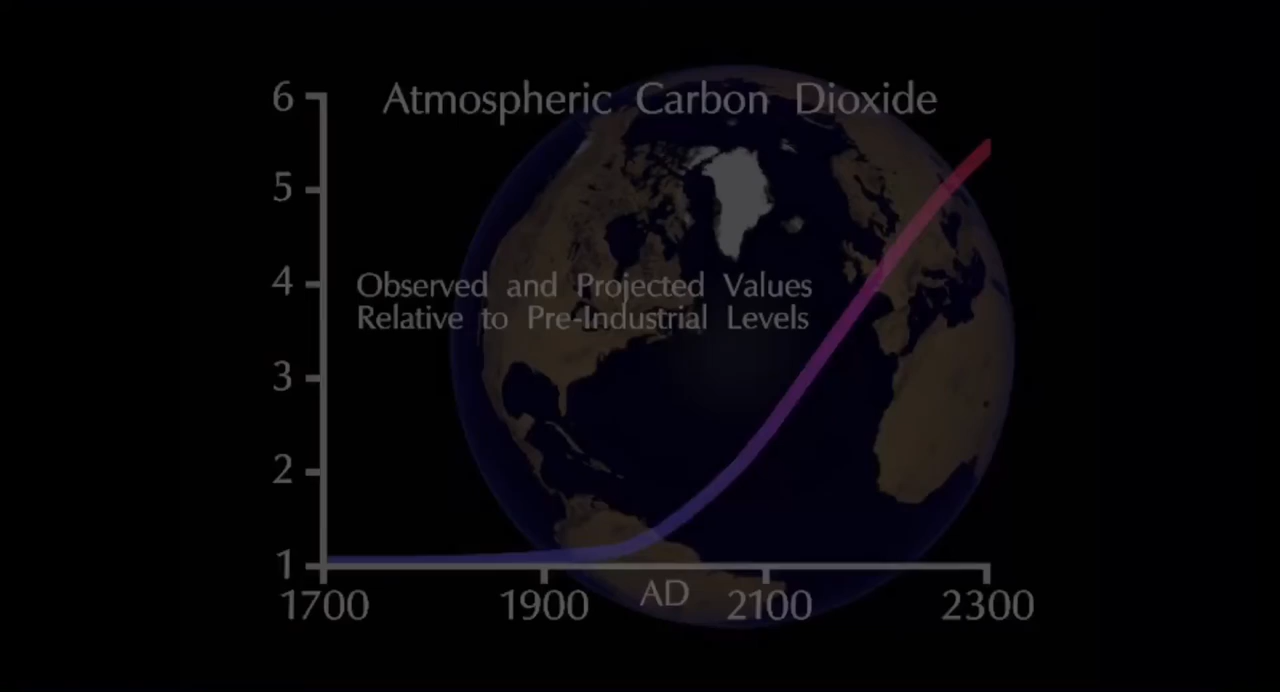 Atmospheric Carbon Dioxide
6
5
4
3
2
1
Observed and Projected Values
Relative to Pre-Industrial Levels
1700 1900 AD 2100 2300